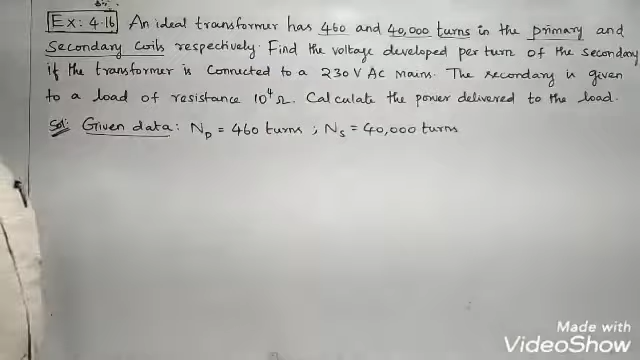 Ex: 4.16 An ideal transformer has 460 and 40,000 turns in the primary and
Secondary Coils respectively. Find the voltage developed per turn of the secondary
if the transformer is Connected to a 230 V AC mains. The secondary is given
to a load of resistance 10⁴ Ω. Calculate the power delivered to the load.
Sol: Given data: Np = 460 turns ; Ns = 40,000 turns
Made with
VideoShow